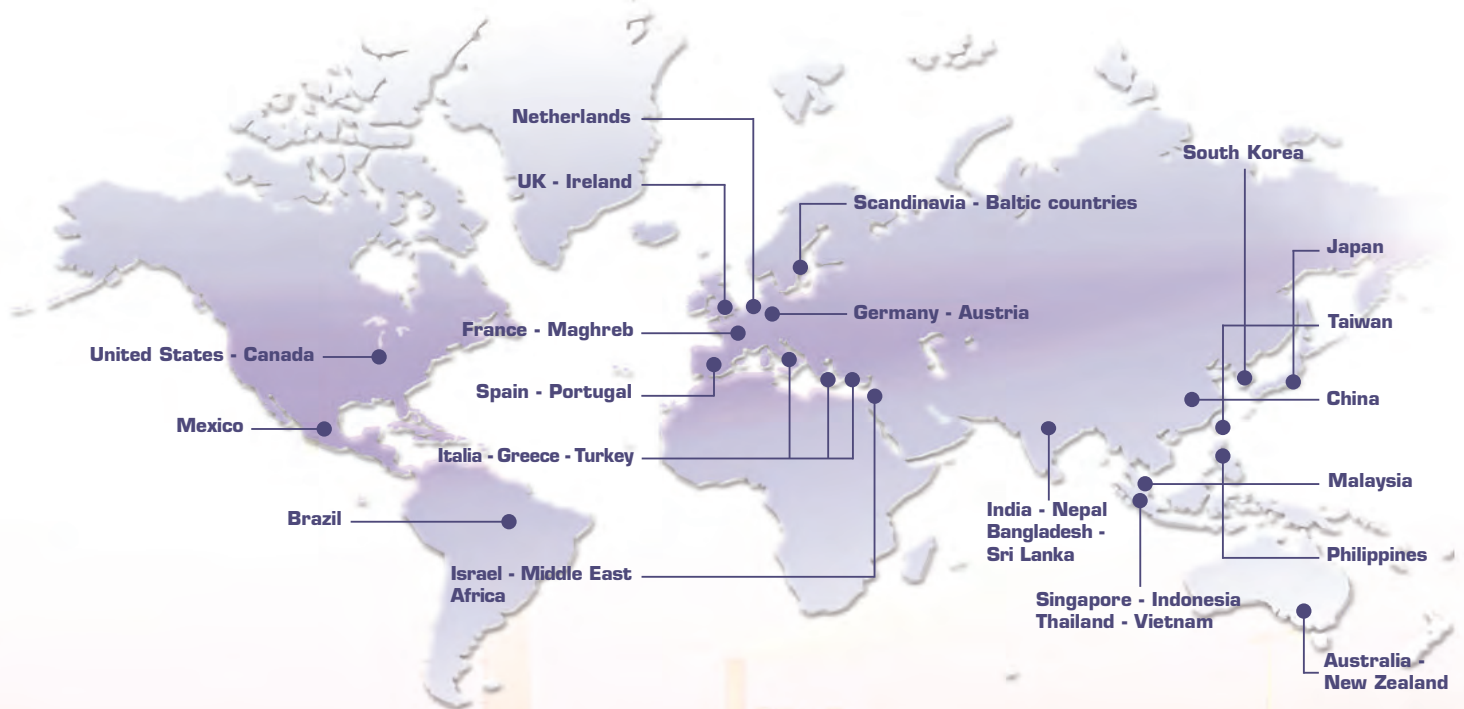 Netherlands
South Korea
UK - Ireland
Scandinavia - Baltic countries
Japan
Germany - Austria
Taiwan
France - Maghreb
United States - Canada
Spain - Portugal
China
Mexico
Italia - Greece - Turkey
Malaysia
India - Nepal
Bangladesh -
Sri Lanka
Brazil
Philippines
Israel - Middle East
Africa
Singapore - Indonesia
Thailand - Vietnam
Australia -
New Zealand